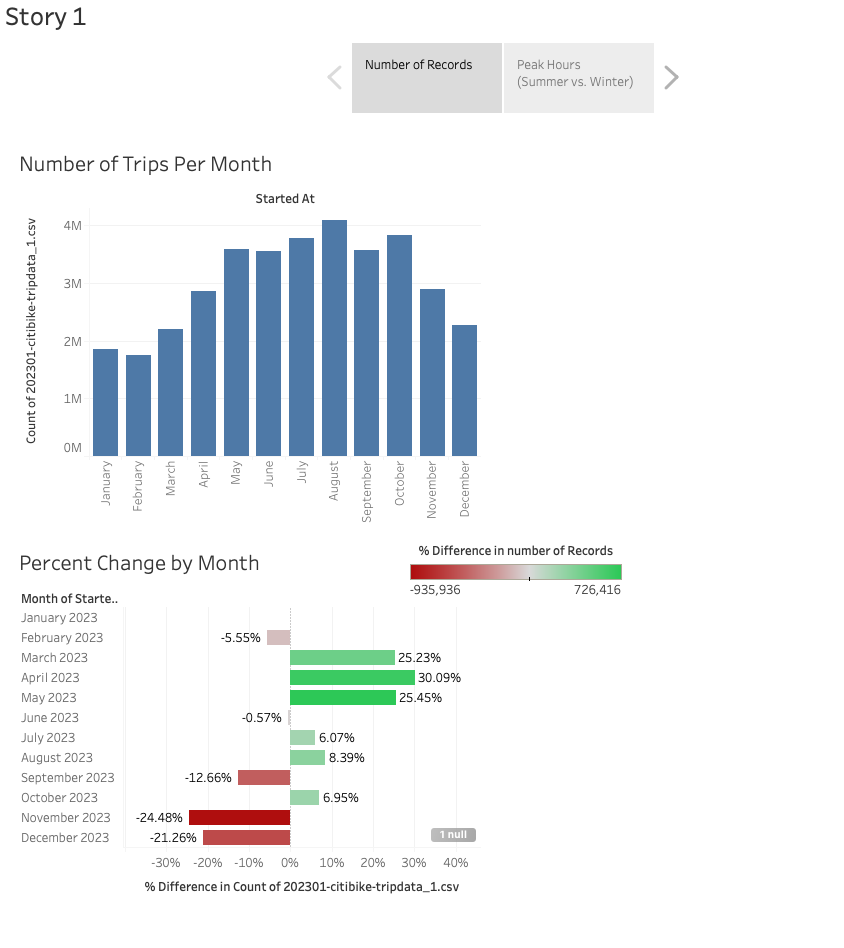 Story 1
Number of Records
Peak Hours
(Summer vs. Winter)
Number of Trips Per Month
Started At
Count of 202301-citibike-tripdata_1.csv
4M
3M
2M
1M
0M
January
February
March
April
May
June
July
August
September
October
November
December
Percent Change by Month
% Difference in number of Records
-935,936
726,416
Month of Starte..
January 2023
February 2023
-5.55%
March 2023
25.23%
April 2023
30.09%
May 2023
25.45%
June 2023
-0.57%
July 2023
6.07%
August 2023
8.39%
September 2023
-12.66%
October 2023
6.95%
November 2023
-24.48%
December 2023
-21.26%
1 null
-30%
-20%
-10%
0%
10%
20%
30%
40%
% Difference in Count of 202301-citibike-tripdata_1.csv